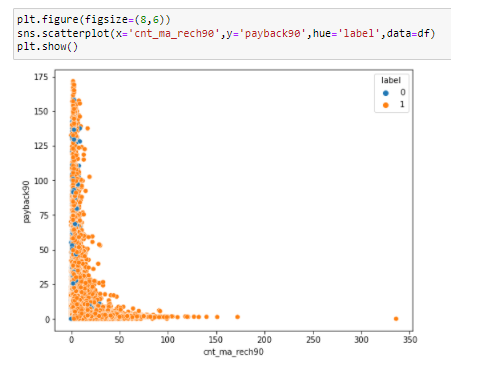 plt.figure(figsize=(8,6))
sns.scatterplot(x='cnt_ma_rech90',y='payback90',hue='label',data=df)
plt.show()
label
0
1
175
150
125
100
75
50
25
0
payback90
0 50 100 150 200 250 300 350
cnt_ma_rech90